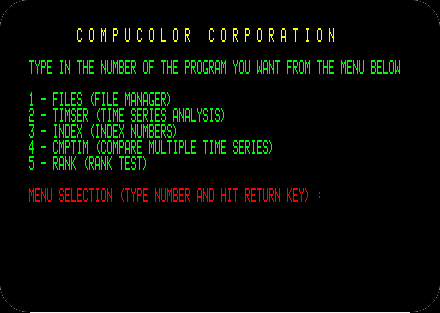 COMPUCOLOR CORPORATION
TYPE IN THE NUMBER OF THE PROGRAM YOU WANT FROM THE MENU BELOW
1 - FILES (FILE MANAGER)
2 - TIMSER (TIME SERIES ANALYSIS)
3 - INDEX (INDEX NUMBERS)
4 - CMPTIM (COMPARE MULTIPLE TIME SERIES)
5 - RANK (RANK TEST)
MENU SELECTION (TYPE NUMBER AND HIT RETURN KEY) :